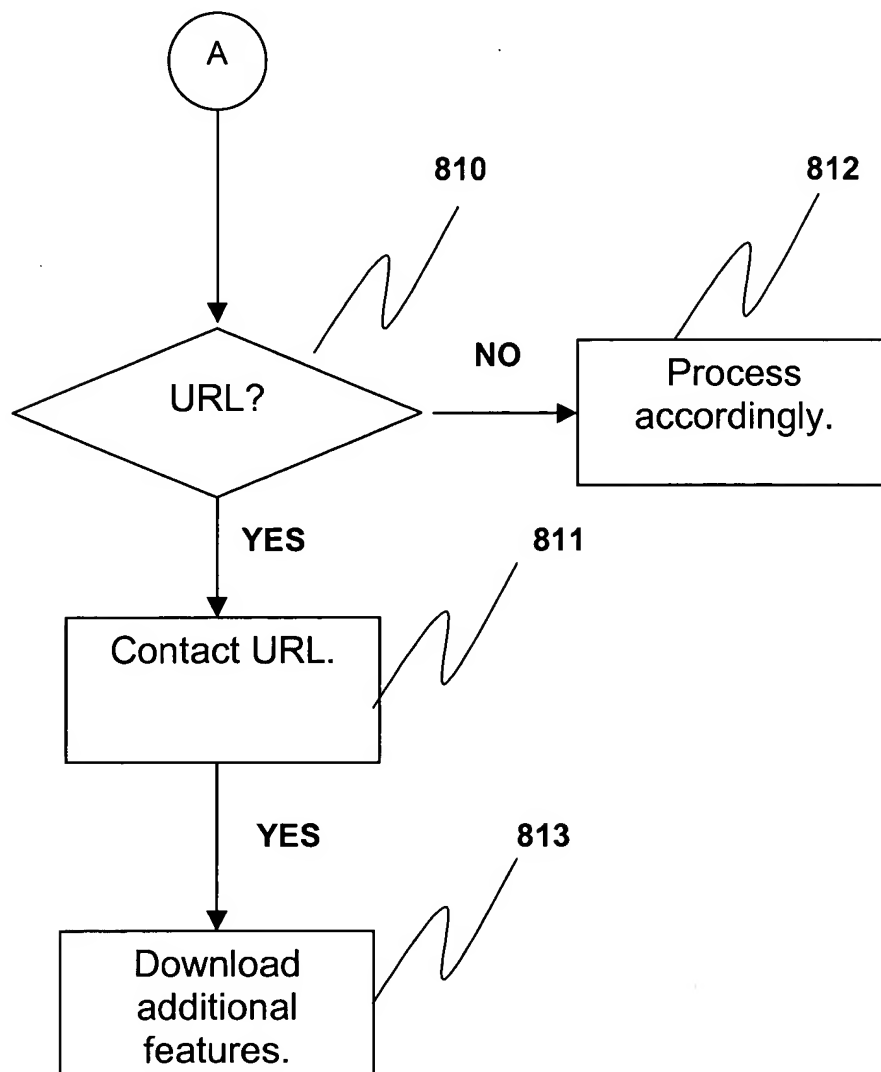 A
810
812
URL?
NO
Process
accordingly.
YES
811
Contact URL.
YES
813
Download
additional
features.